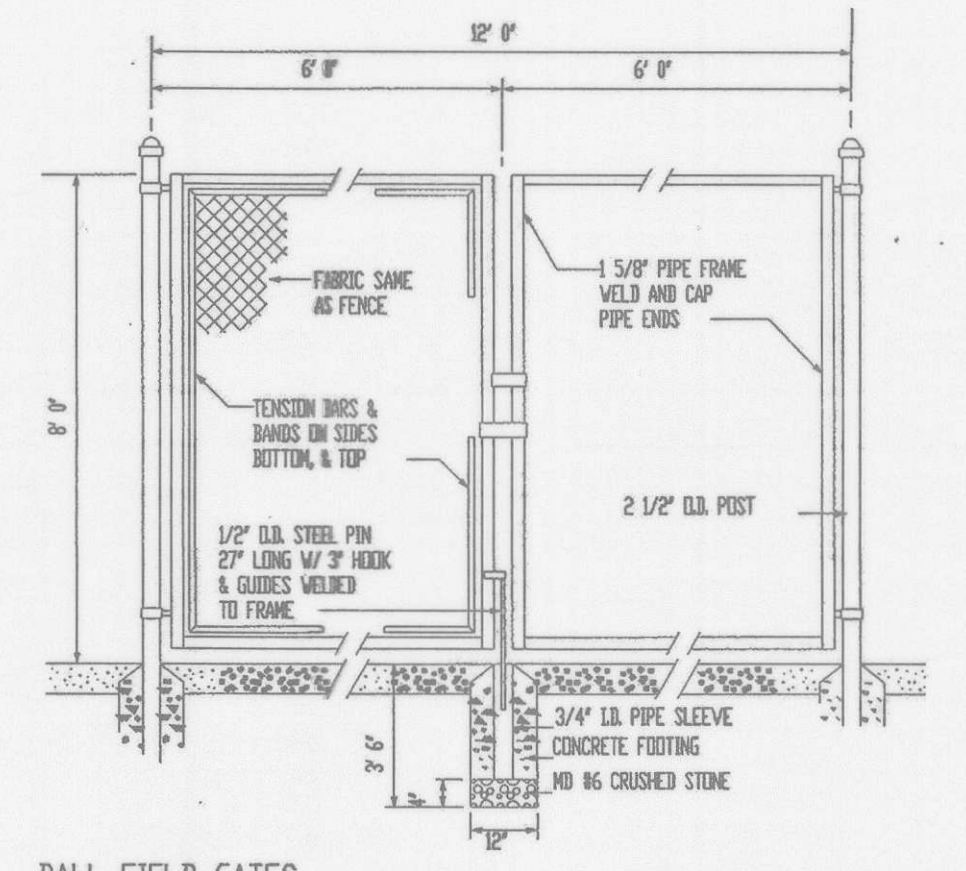 12' 0"
6' 0"
6' 0"
8' 0"
FABRIC SAME
AS FENCE
1 5/8" PIPE FRAME
WELD AND CAP
PIPE ENDS
TENSION BARS &
BANDS ON SIDES
BOTTOM, & TOP
2 1/2" O.D. POST
1/2" O.D. STEEL PIN
27" LONG W/ 3" HOOK
& GUIDES WELDED
TO FRAME
3/4" I.D. PIPE SLEEVE
CONCRETE FOOTING
MD #6 CRUSHED STONE
3' 6"
4"
12"
BALL FIELD GATES